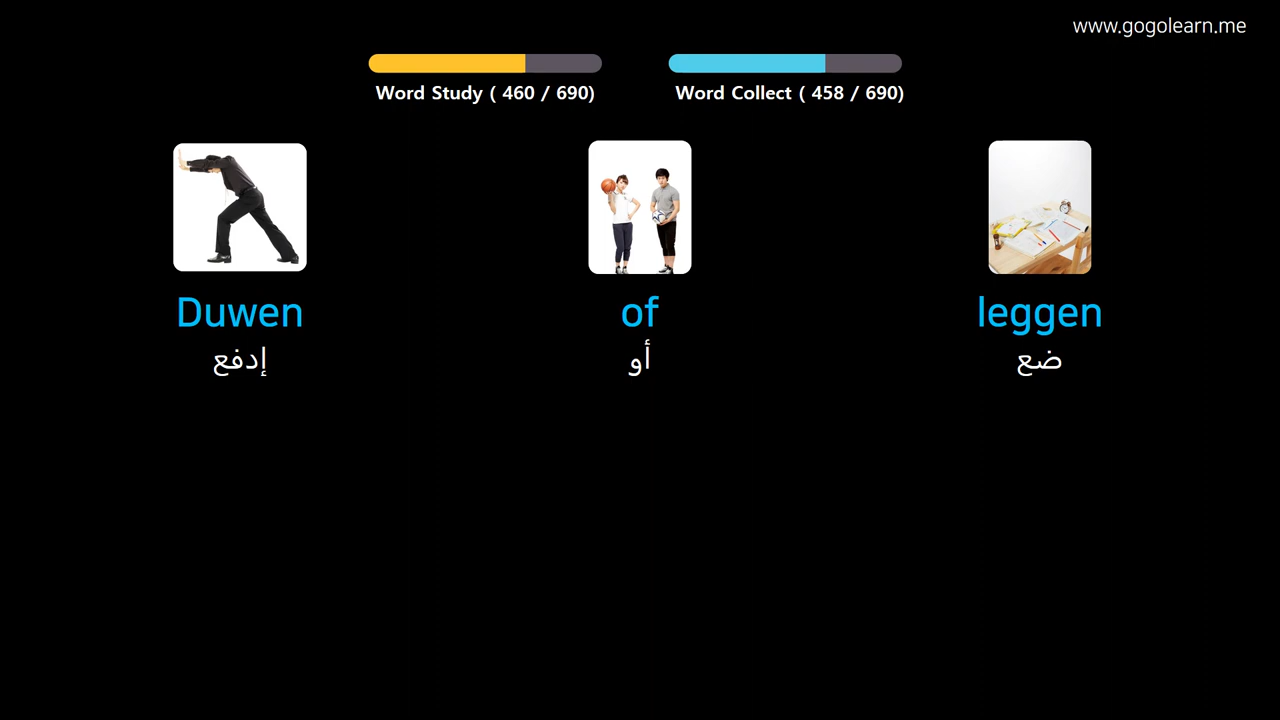 www.gogolearn.me
Word Study ( 460 / 690)
Word Collect ( 458 / 690)
Duwen
of
leggen
إدفع
أو
ضع